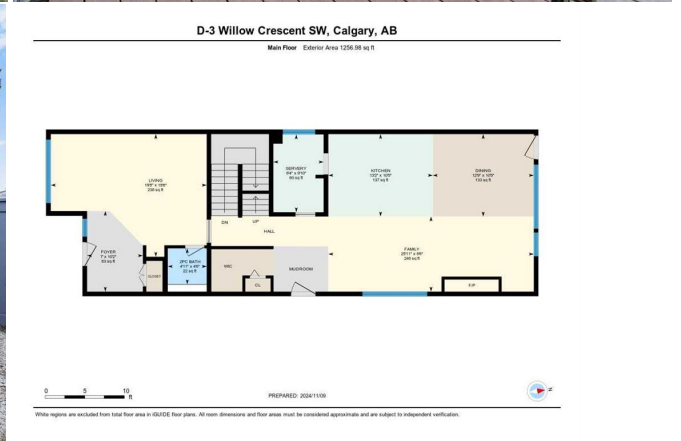 D-3 Willow Crescent SW, Calgary, AB
Main Floor Exterior Area 1256.98 sq ft
LIVING
SERVERY
KITCHEN
DINING
DN
UP
HALL
FOYER
2PC BATH
WIC
CL
MUDROOM
FAMILY
F/P
CLOSET
0 5 10
ft
PREPARED: 2024/11/09
N
White regions are excluded from total floor area in iGUIDE floor plans. All room dimensions and floor areas must be considered approximate and are subject to independent verification.